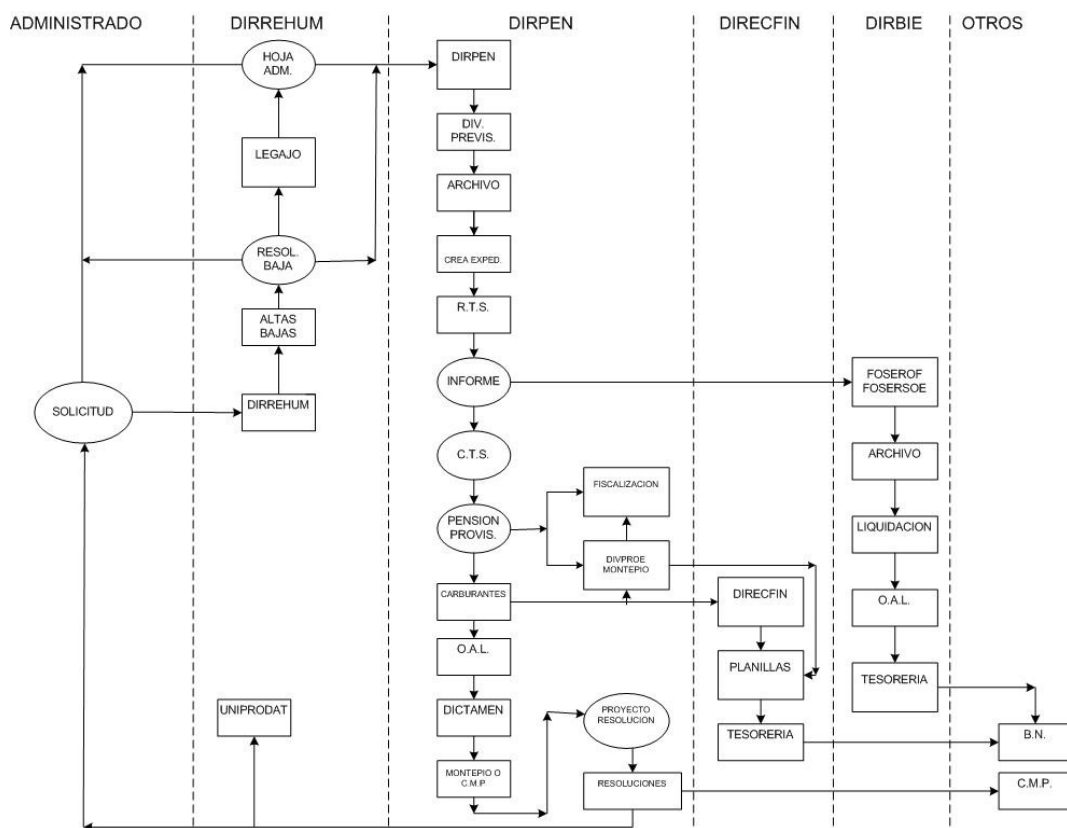 ADMINISTRADO
DIRREHUM
DIRPEN
DIRECFIN
DIRBIE
OTROS
SOLICITUD
HOJA
ADM.
LEGAJO
RESOL.
BAJA
ALTAS
BAJAS
DIRREHUM
UNIPRODAT
DIRPEN
DIV.
PREVIS.
ARCHIVO
CREA EXPED.
R.T.S.
INFORME
C.T.S.
PENSION
PROVIS.
CARBURANTES
O.A.L.
DICTAMEN
MONTEPIO O
C.M.P
FISCALIZACION
DIVPROE
MONTEPIO
PROYECTO
RESOLUCION
RESOLUCIONES
DIRECFIN
PLANILLAS
TESORERIA
FOSEROF
FOSERSOE
ARCHIVO
LIQUIDACION
O.A.L.
TESORERIA
B.N.
C.M.P.